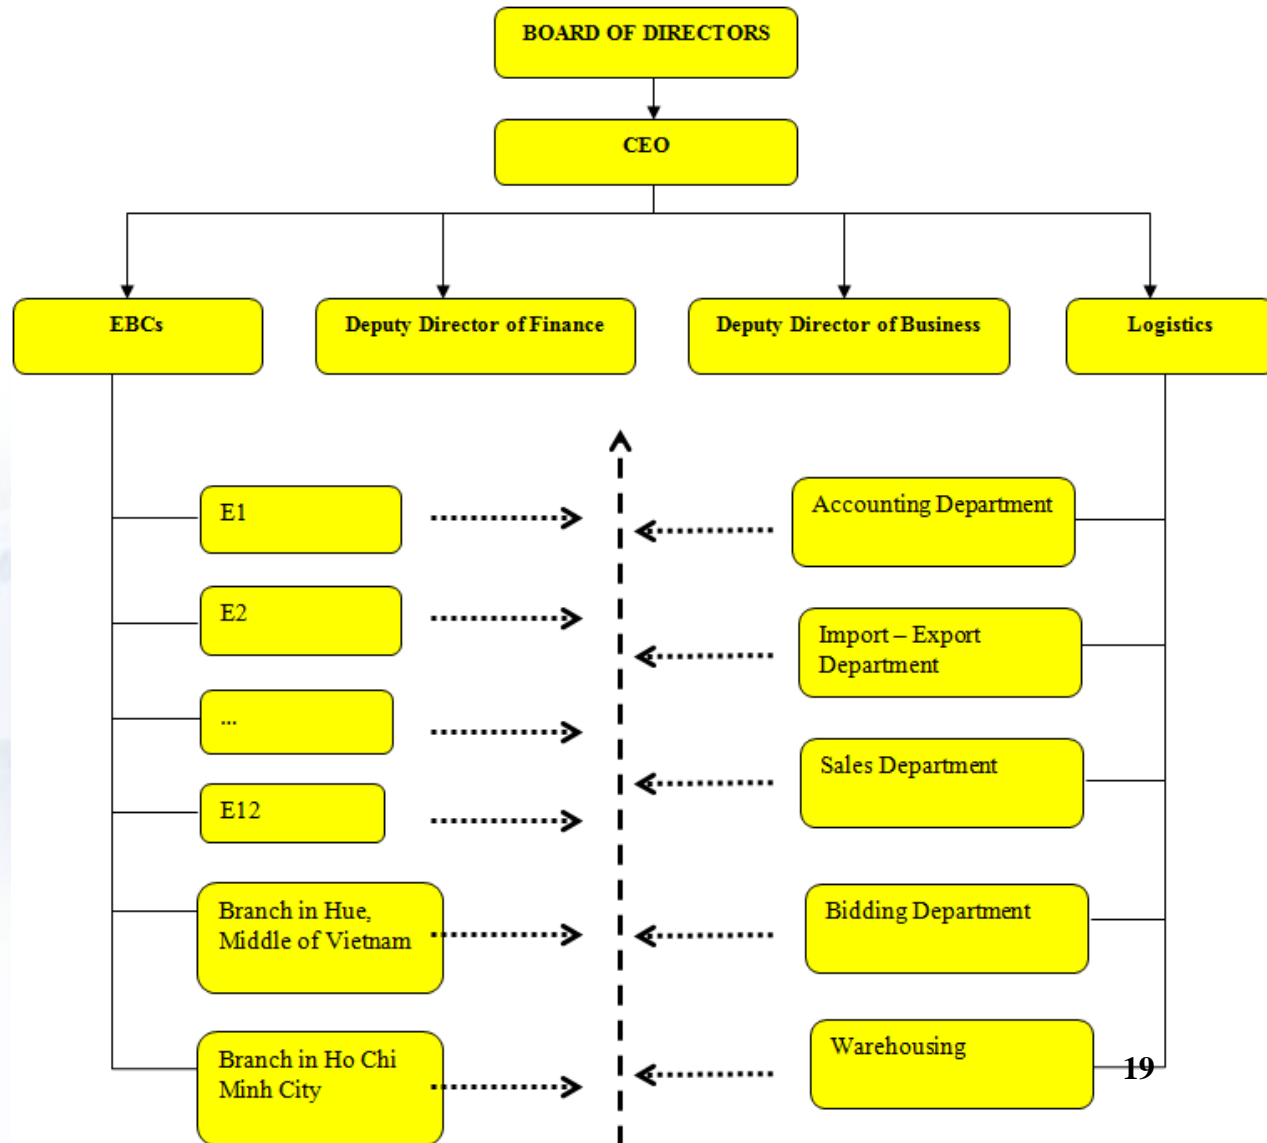 BOARD OF DIRECTORS
CEO
EBCs
Deputy Director of Finance
Deputy Director of Business
Logistics
E1
E2
...
E12
Branch in Hue,
Middle of Vietnam
Branch in Ho Chi
Minh City
Accounting Department
Import – Export
Department
Sales Department
Bidding Department
Warehousing
19